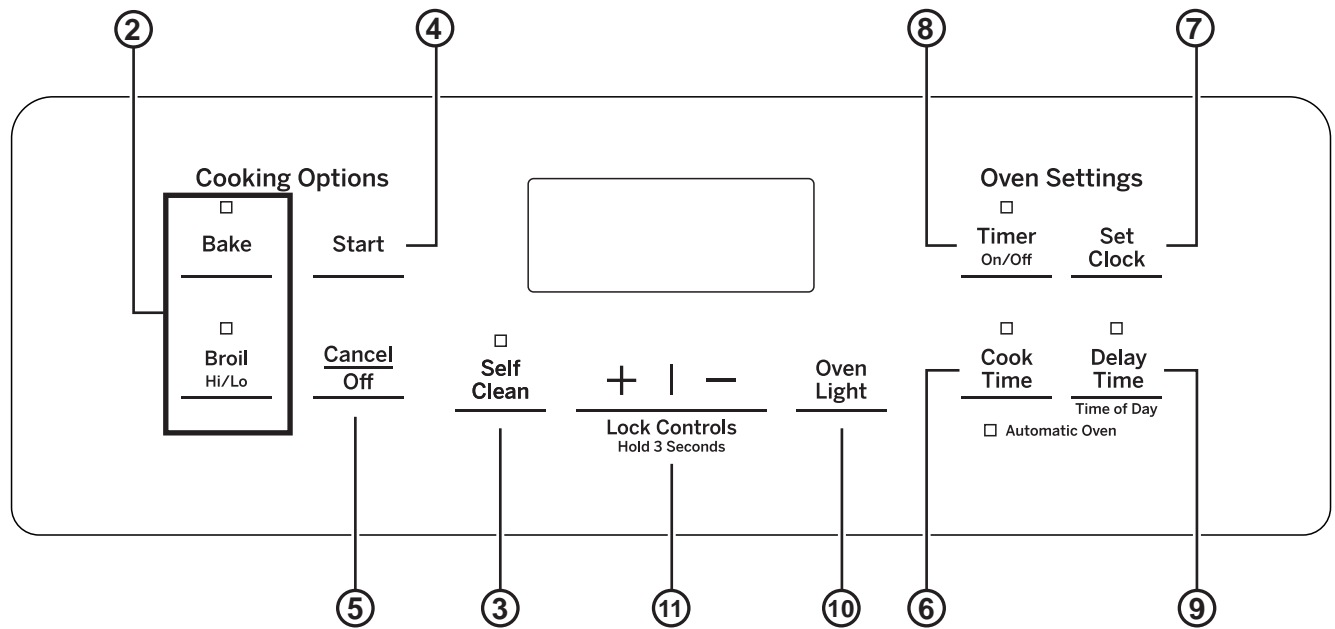 2
4
8
7
Cooking Options
Oven Settings
Bake
Start
Timer
On/Off
Set
Clock
Broil
Hi/Lo
Cancel
Off
Self
Clean
+ | −
Lock Controls
Hold 3 Seconds
Oven
Light
Cook
Time
Delay
Time
Time of Day
Automatic Oven
5
3
11
10
6
9